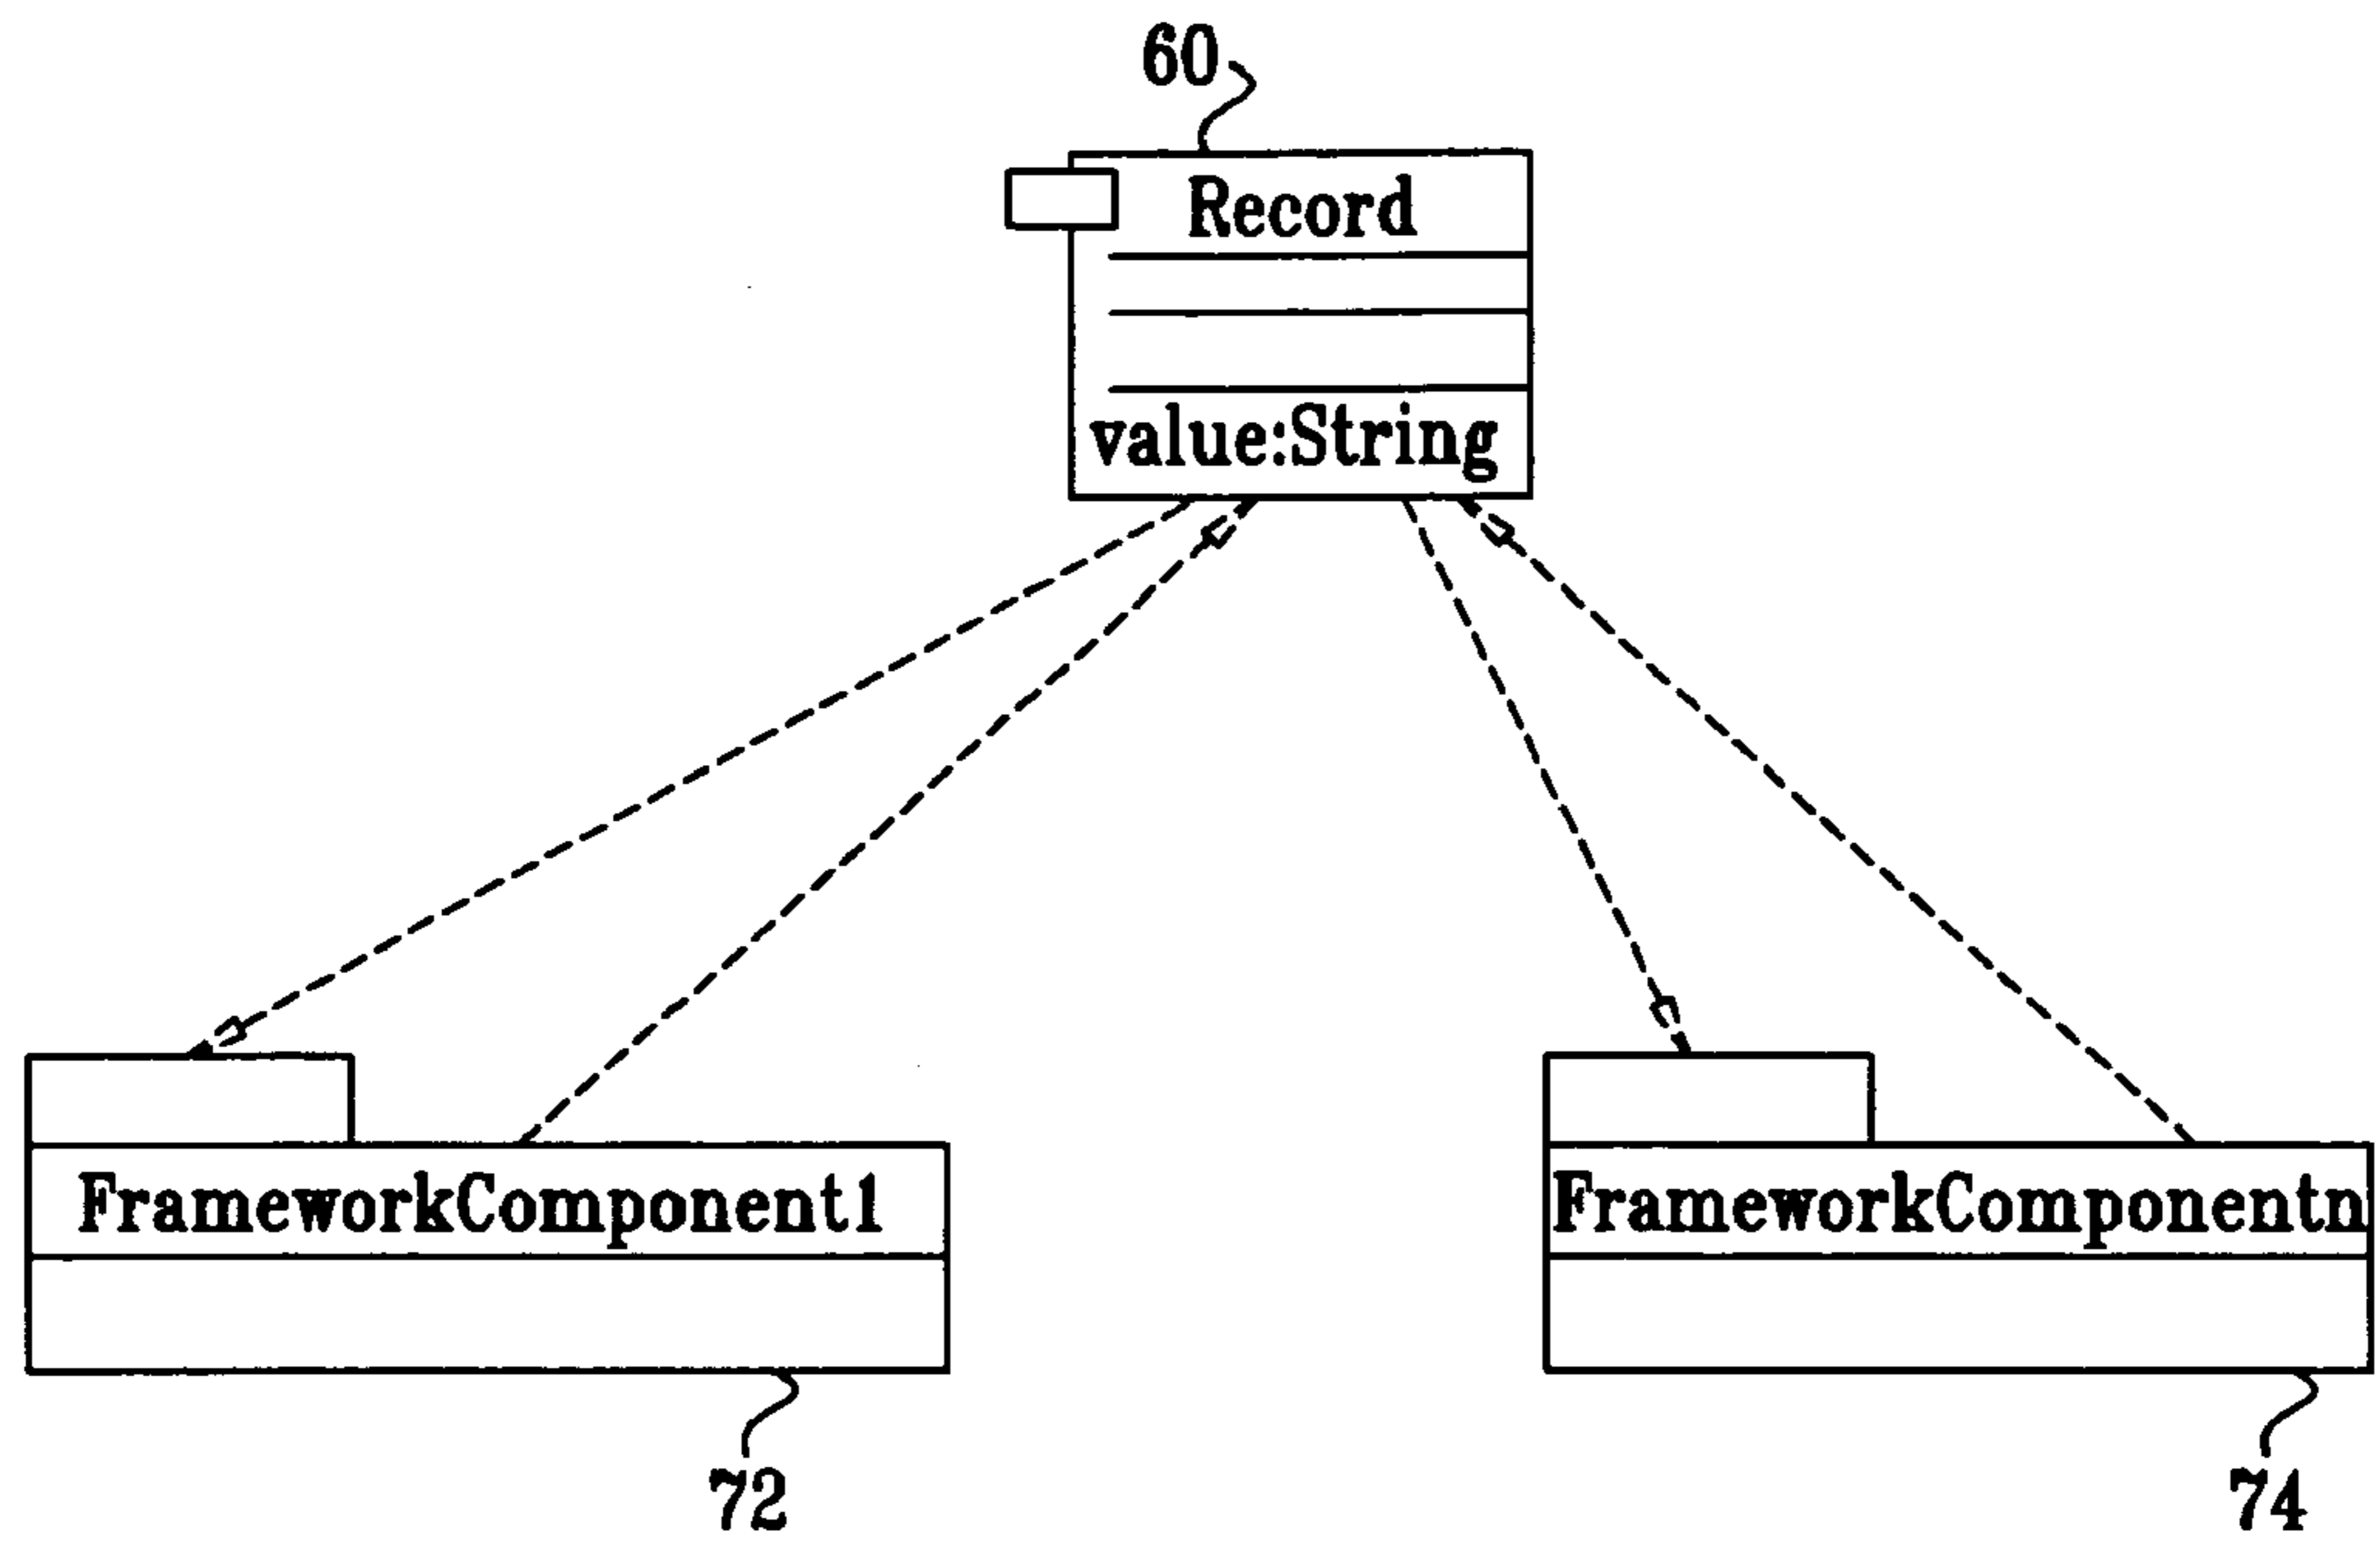 60
Record
value:String
FrameworkComponent1
FrameworkComponentn
72
74